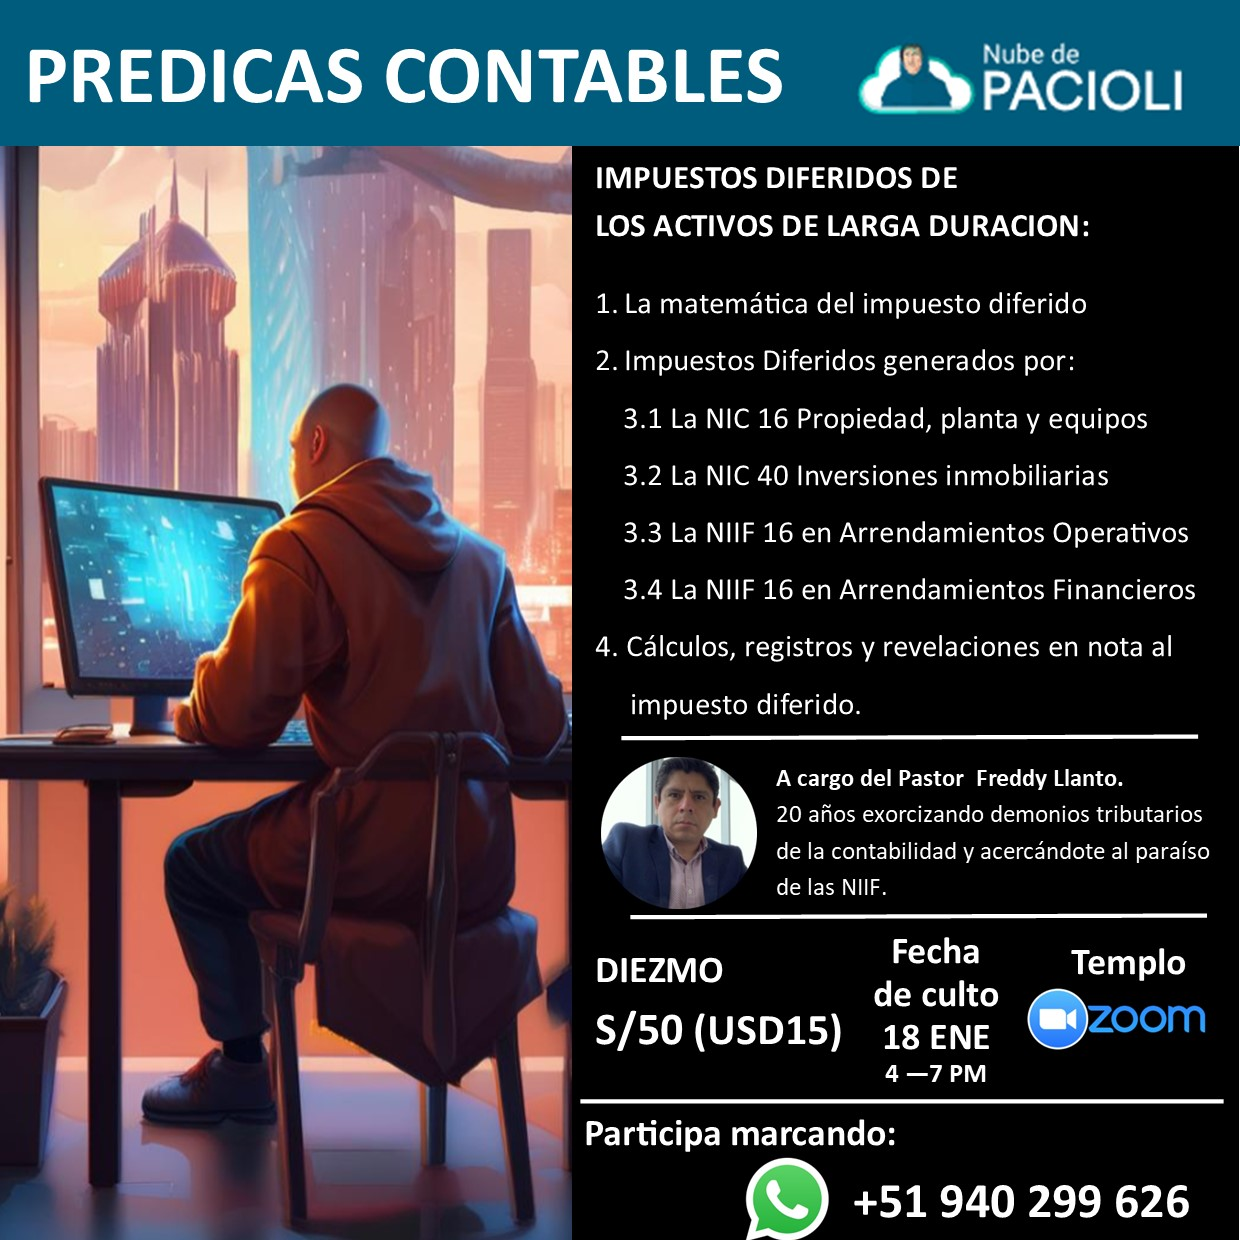 PREDICAS CONTABLES
Nube de
PACIOLI
IMPUESTOS DIFERIDOS DE
LOS ACTIVOS DE LARGA DURACION:
1. La matemática del impuesto diferido
2. Impuestos Diferidos generados por:
3.1 La NIC 16 Propiedad, planta y equipos
3.2 La NIC 40 Inversiones inmobiliarias
3.3 La NIIF 16 en Arrendamientos Operativos
3.4 La NIIF 16 en Arrendamientos Financieros
4. Cálculos, registros y revelaciones en nota al
impuesto diferido.
A cargo del Pastor Freddy Llanto.
20 años exorcizando demonios tributarios
de la contabilidad y acercándote al paraíso
de las NIIF.
DIEZMO
S/50 (USD15)
Fecha
de culto
18 ENE
4 —7 PM
Templo
zoom
Participa marcando:
+51 940 299 626